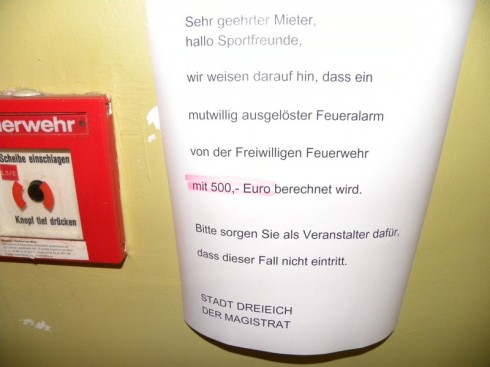 Sehr geehrter Mieter,
hallo Sportfreunde,
wir weisen darauf hin, dass ein
mutwillig ausgelöster Feueralarm
von der Freiwilligen Feuerwehr
mit 500,- Euro berechnet wird.
Bitte sorgen Sie als Veranstalter dafür,
dass dieser Fall nicht eintritt.
STADT DREIEICH
DER MAGISTRAT
erwehr
Scheibe einschlagen
Knopf tief drücken